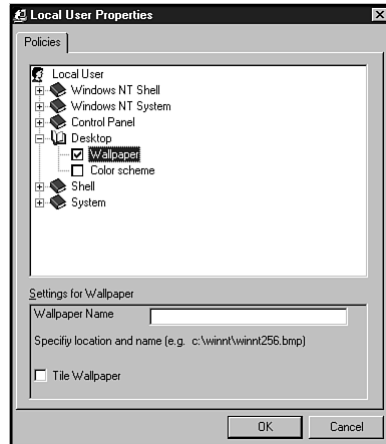 Local User Properties
Policies
Local User
Windows NT Shell
Windows NT System
Control Panel
Desktop
Wallpaper
Color scheme
Shell
System
Settings for Wallpaper
Wallpaper Name
Specifiy location and name (e.g. c:\winnt\winnt256.bmp)
Tile Wallpaper
OK Cancel